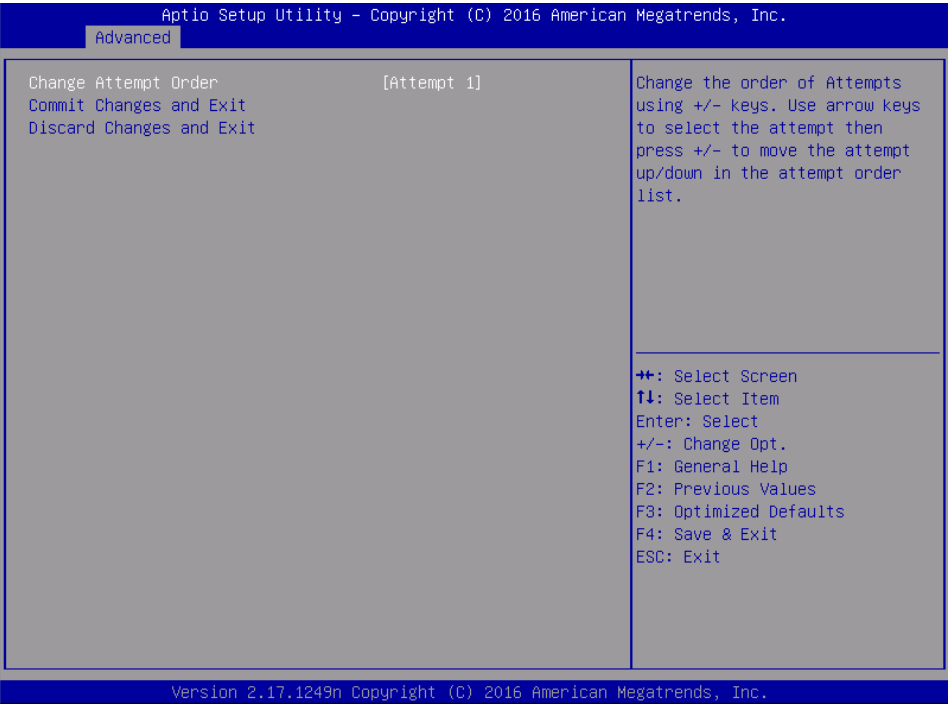 Aptio Setup Utility – Copyright (C) 2016 American Megatrends, Inc.
Advanced
Change Attempt Order [Attempt 1]
Commit Changes and Exit
Discard Changes and Exit
Change the order of Attempts
using +/- keys. Use arrow keys
to select the attempt then
press +/- to move the attempt
up/down in the attempt order
list.
→←: Select Screen
↑↓: Select Item
Enter: Select
+/-: Change Opt.
F1: General Help
F2: Previous Values
F3: Optimized Defaults
F4: Save & Exit
ESC: Exit
Version 2.17.1249n Copyright (C) 2016 American Megatrends, Inc.